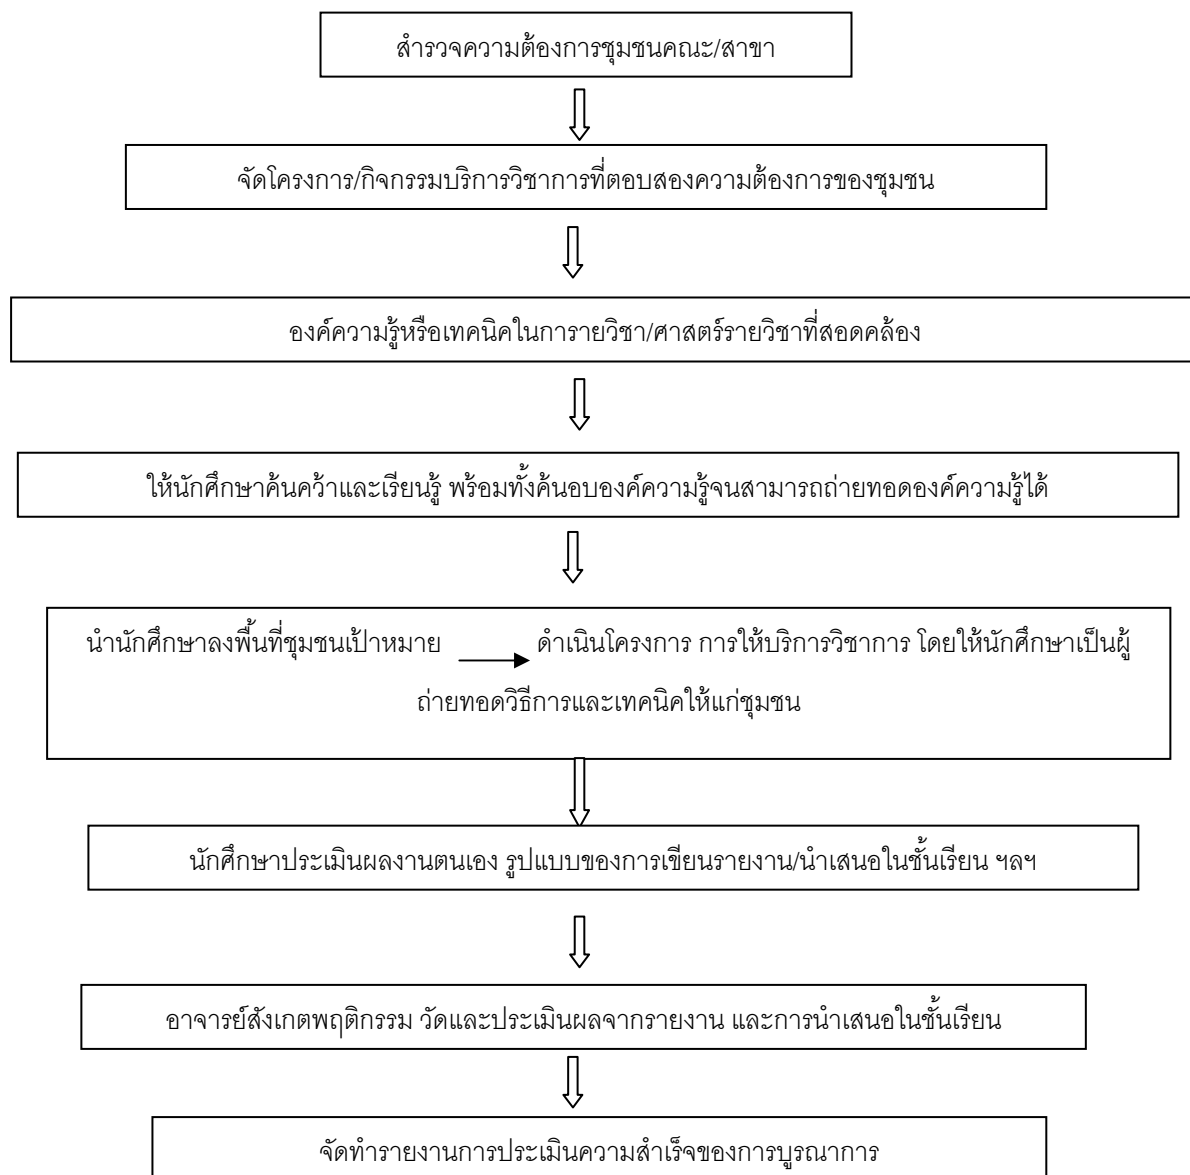 สำรวจความต้องการชุมชนคณะ/สาขา
จัดโครงการ/กิจกรรมบริการวิชาการที่ตอบสองความต้องการของชุมชน
องค์ความรู้หรือเทคนิคในการายวิชา/ศาสตร์รายวิชาที่สอดคล้อง
ให้นักศึกษาค้นคว้าและเรียนรู้ พร้อมทั้งค้นอบองค์ความรู้จนสามารถถ่ายทอดองค์ความรู้ได้
นำนักศึกษาลงพื้นที่ชุมชนเป้าหมาย ดำเนินโครงการ การให้บริการวิชาการ โดยให้นักศึกษาเป็นผู้
ถ่ายทอดวิธีการและเทคนิคให้แก่ชุมชน
นักศึกษาประเมินผลงานตนเอง รูปแบบของการเขียนรายงาน/นำเสนอในชั้นเรียน ฯลฯ
อาจารย์สังเกตพฤติกรรม วัดและประเมินผลจากรายงาน และการนำเสนอในชั้นเรียน
จัดทำรายงานการประเมินความสำเร็จของการบูรณาการ